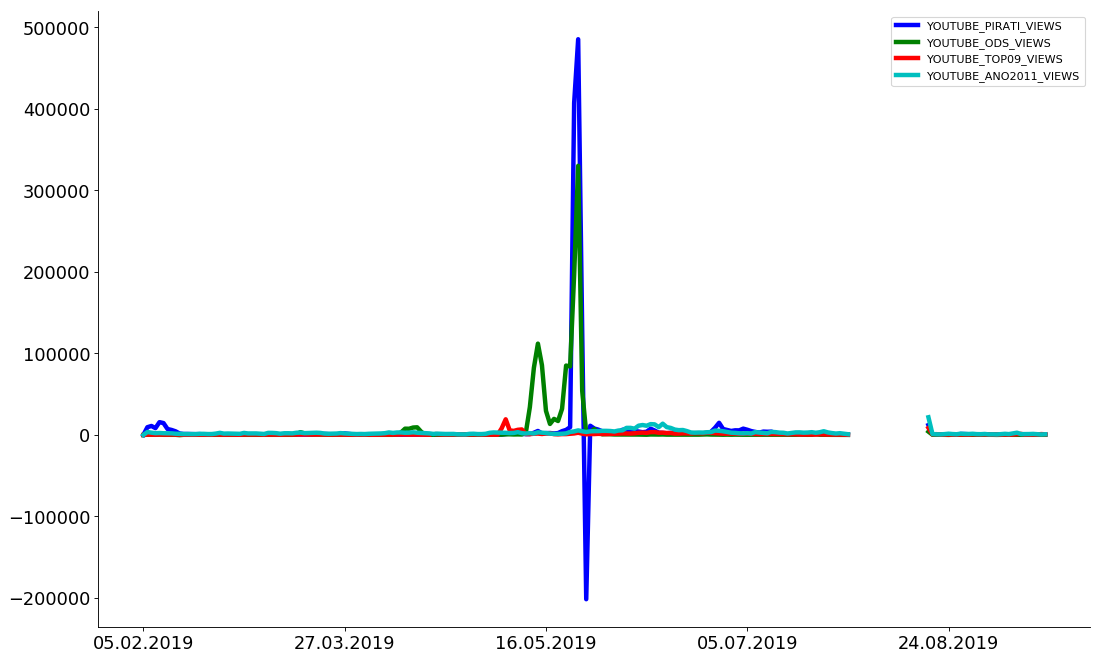 500000
400000
300000
200000
100000
0
−100000
−200000
05.02.2019 27.03.2019 16.05.2019 05.07.2019 24.08.2019
YOUTUBE_PIRATI_VIEWS
YOUTUBE_ODS_VIEWS
YOUTUBE_TOP09_VIEWS
YOUTUBE_ANO2011_VIEWS